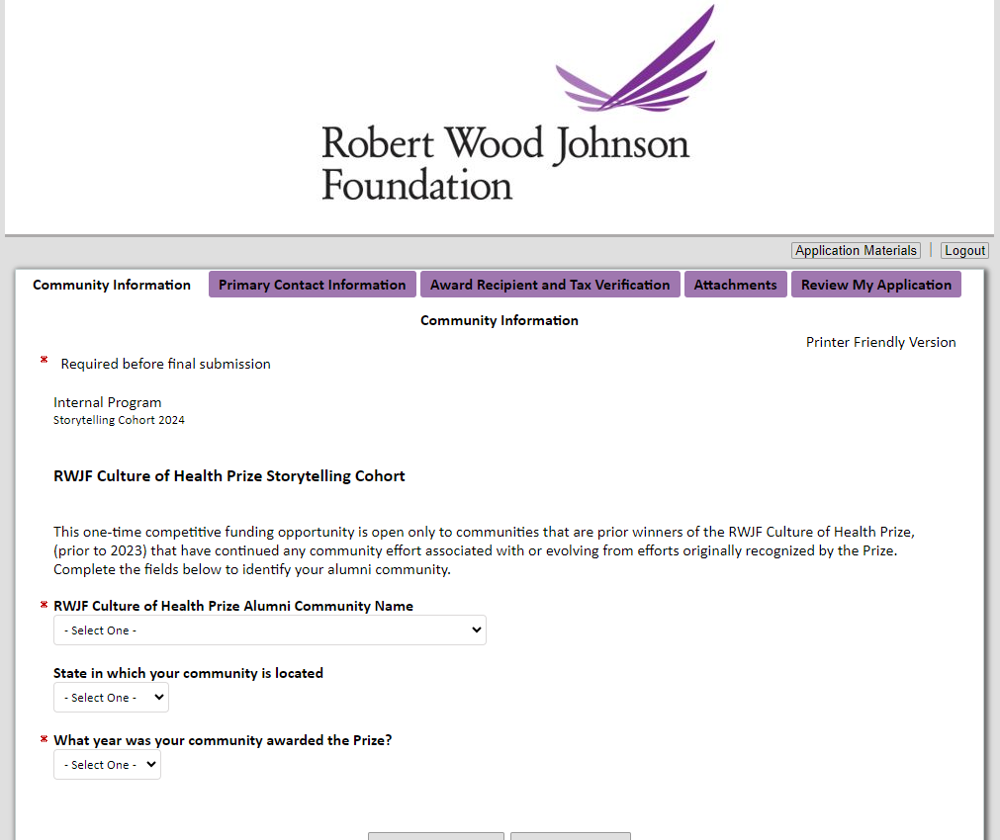 Robert Wood Johnson
Foundation
Application Materials | Logout
Community Information Primary Contact Information Award Recipient and Tax Verification Attachments Review My Application
Community Information
Printer Friendly Version
* Required before final submission
Internal Program
Storytelling Cohort 2024
RWJF Culture of Health Prize Storytelling Cohort
This one-time competitive funding opportunity is open only to communities that are prior winners of the RWJF Culture of Health Prize,
(prior to 2023) that have continued any community effort associated with or evolving from efforts originally recognized by the Prize.
Complete the fields below to identify your alumni community.
* RWJF Culture of Health Prize Alumni Community Name
- Select One -
State in which your community is located
- Select One -
* What year was your community awarded the Prize?
- Select One -